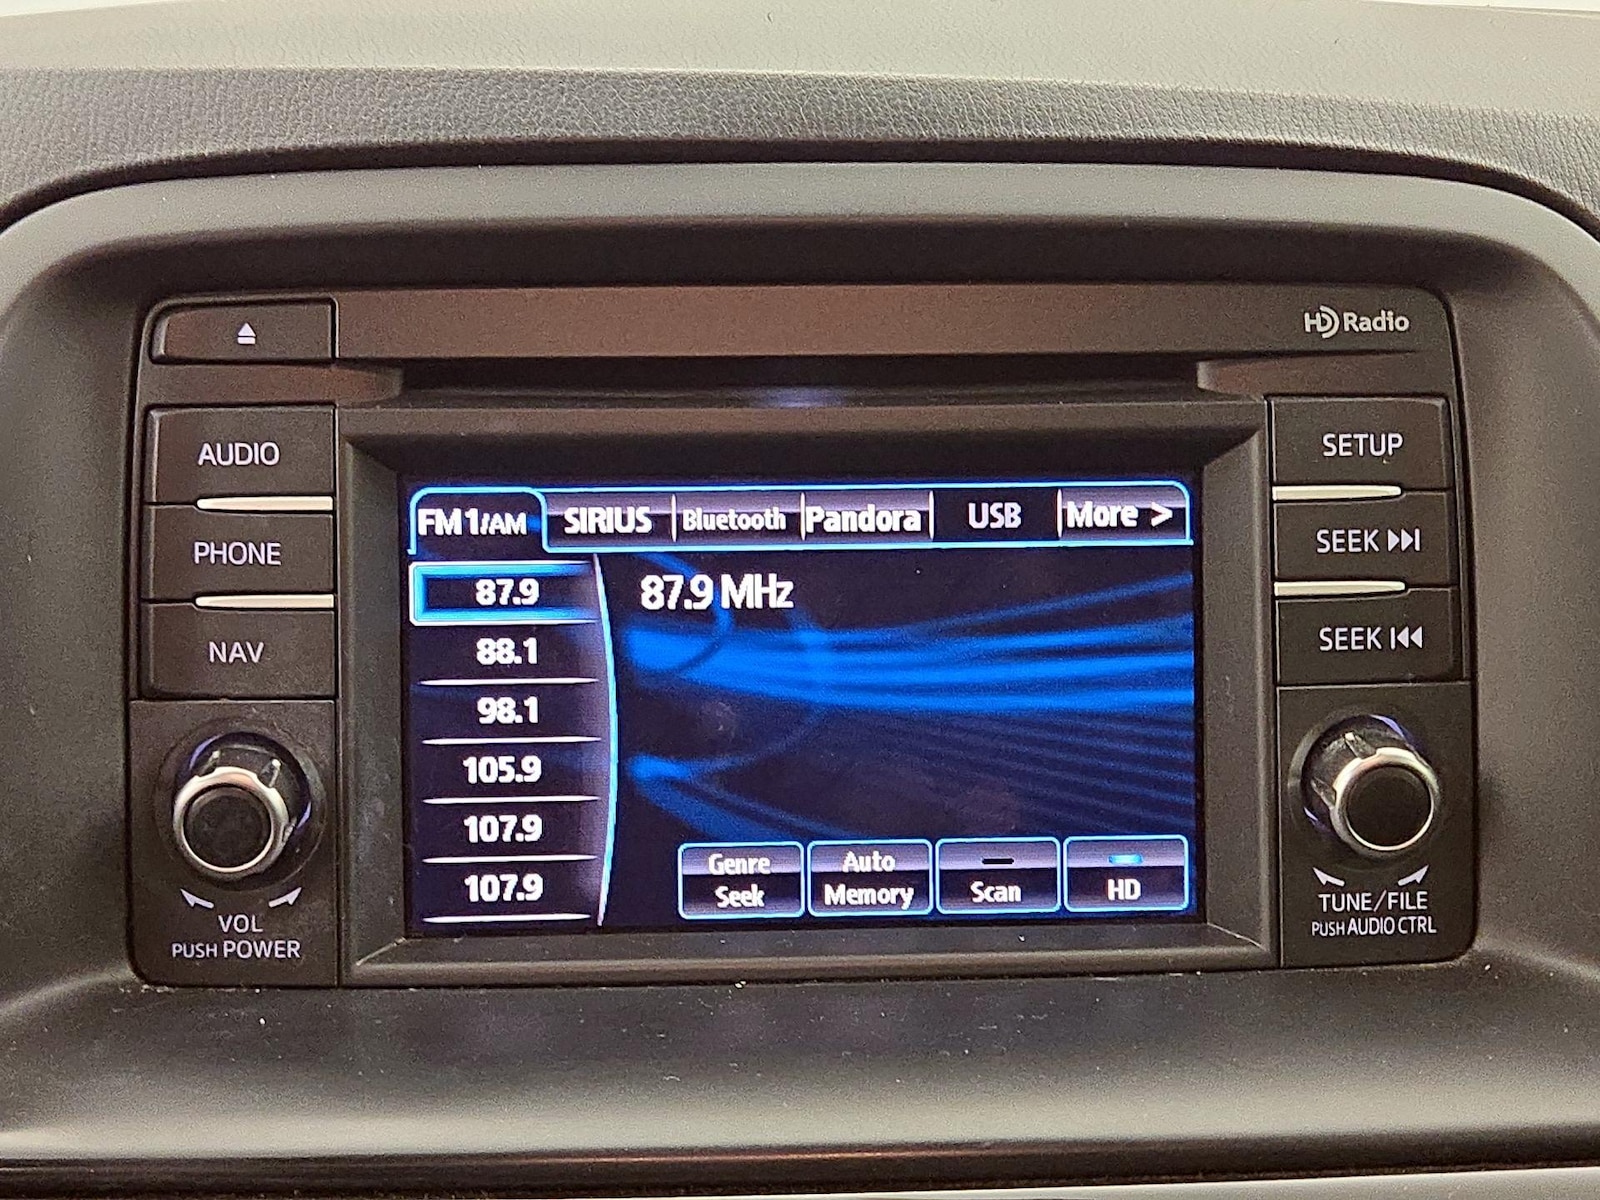 HD Radio
AUDIO
PHONE
NAV
VOL
PUSH POWER
FM1/AM SIRIUS Bluetooth Pandora USB More >
87.9
88.1
98.1
105.9
107.9
107.9
87.9 MHz
Genre
Seek
Auto
Memory
Scan
HD
SETUP
SEEK
SEEK
TUNE/FILE
PUSH AUDIO CTRL